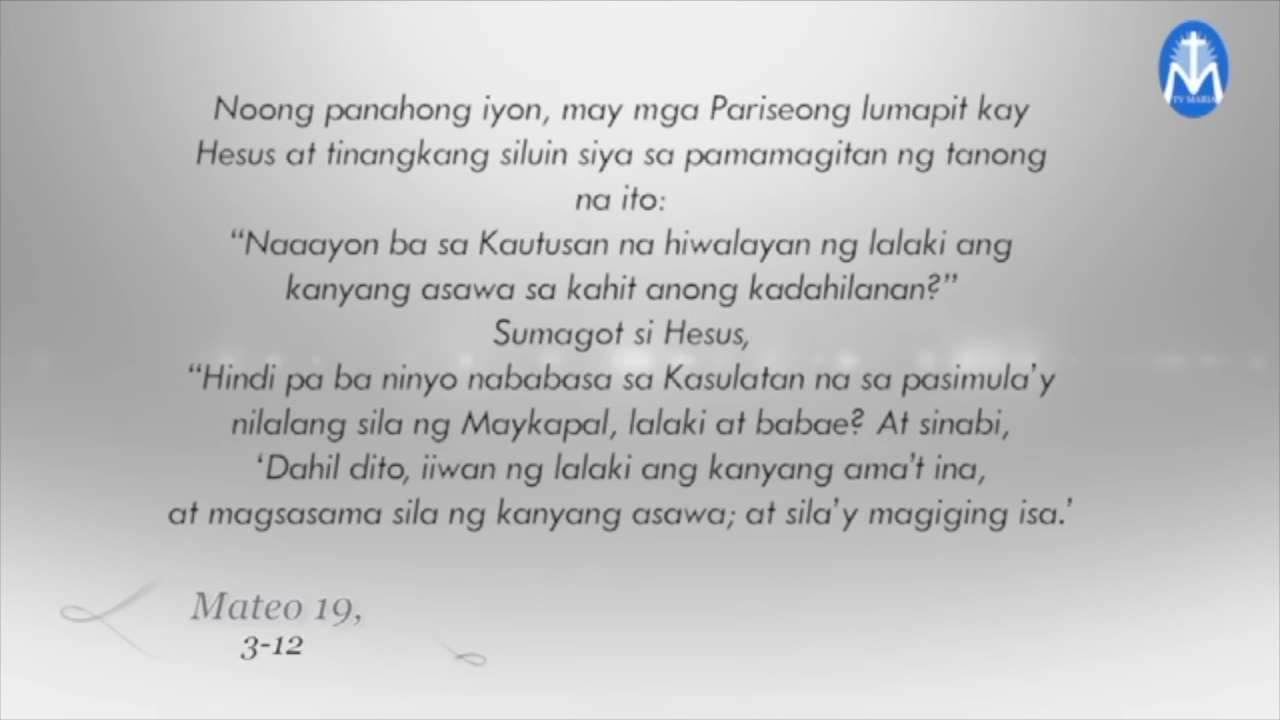 TV MARIA
Noong panahong iyon, may mga Pariseong lumapit kay
Hesus at tinangkang siluin siya sa pamamagitan ng tanong
na ito:
“Naaayon ba sa Kautusan na hiwalayan ng lalaki ang
kanyang asawa sa kahit anong kadahilanan?”
Sumagot si Hesus,
“Hindi pa ba ninyo nababasa sa Kasulatan na sa pasimula’y
nilalang sila ng Maykapal, lalaki at babae? At sinabi,
‘Dahil dito, iiwan ng lalaki ang kanyang ama’t ina,
at magsasama sila ng kanyang asawa; at sila’y magiging isa.’
Mateo 19,
3-12